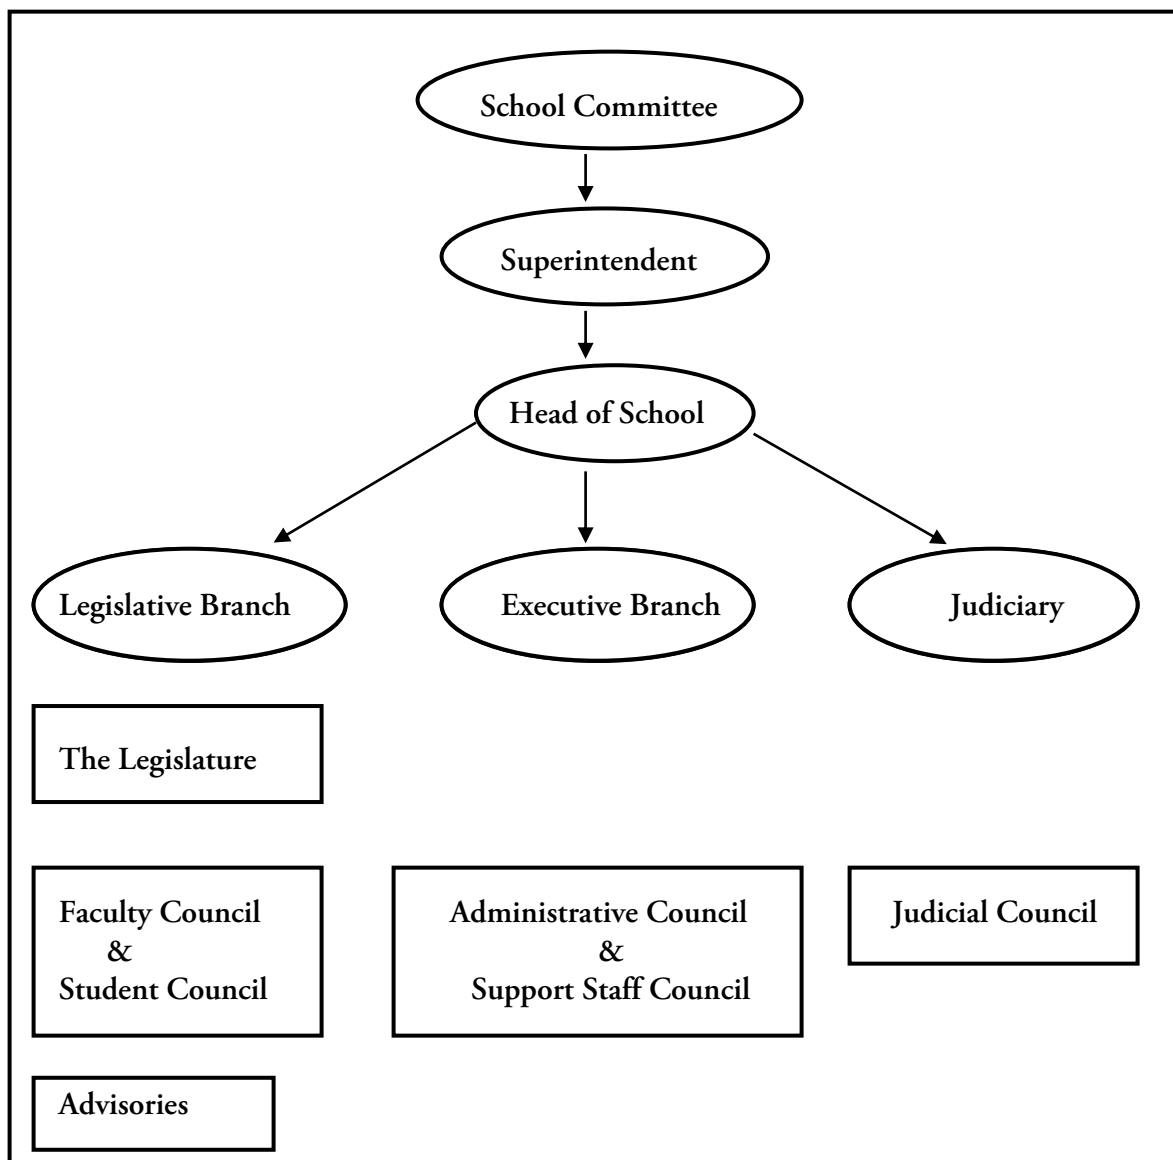 School Committee
Superintendent
Head of School
Legislative Branch
Executive Branch
Judiciary
The Legislature
Faculty Council
&
Student Council
Administrative Council
&
Support Staff Council
Judicial Council
Advisories